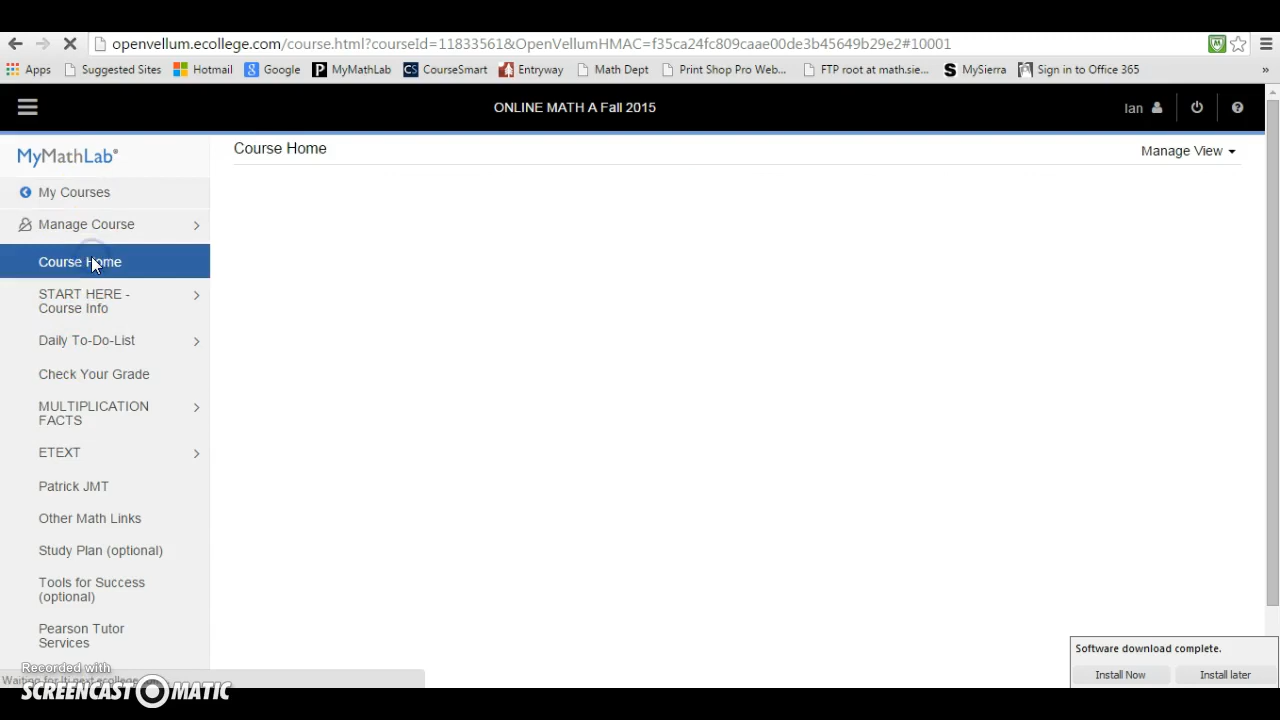 openvellum.ecollege.com/course.html?courseId=11833561&OpenVellumHMAC=f35ca24fc809caae00de3b45649b29e2#10001
Apps Suggested Sites Hotmail Google MyMathLab CourseSmart Entryway Math Dept Print Shop Pro Web... FTP root at math.sie... MySierra Sign in to Office 365 »
ONLINE MATH A Fall 2015
Ian
MyMathLab®
Course Home
Manage View
My Courses
Manage Course
Course Home
START HERE -
Course Info
Daily To-Do-List
Check Your Grade
MULTIPLICATION
FACTS
ETEXT
Patrick JMT
Other Math Links
Study Plan (optional)
Tools for Success
(optional)
Pearson Tutor
Services
Software download complete.
Install Now Install later
Recorded with
SCREENCAST MATIC